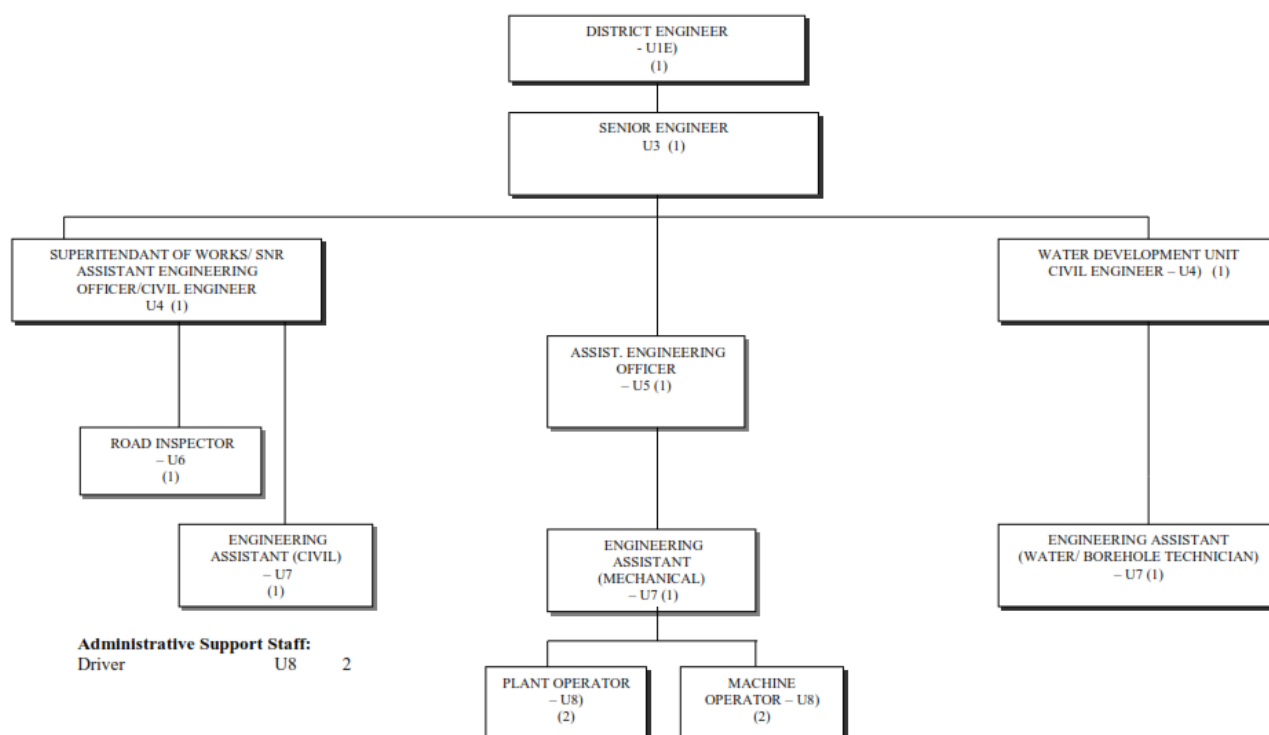 DISTRICT ENGINEER
- U1E)
(1)
SENIOR ENGINEER
U3 (1)
SUPERITENDANT OF WORKS/ SNR
ASSISTANT ENGINEERING
OFFICER/CIVIL ENGINEER
U4 (1)
WATER DEVELOPMENT UNIT
CIVIL ENGINEER – U4) (1)
ASSIST. ENGINEERING
OFFICER
– U5 (1)
ROAD INSPECTOR
– U6
(1)
ENGINEERING
ASSISTANT (CIVIL)
– U7
(1)
ENGINEERING
ASSISTANT
(MECHANICAL)
– U7 (1)
ENGINEERING ASSISTANT
(WATER/ BOREHOLE TECHNICIAN)
– U7 (1)
Administrative Support Staff:
Driver U8 2
PLANT OPERATOR
– U8)
(2)
MACHINE
OPERATOR – U8)
(2)